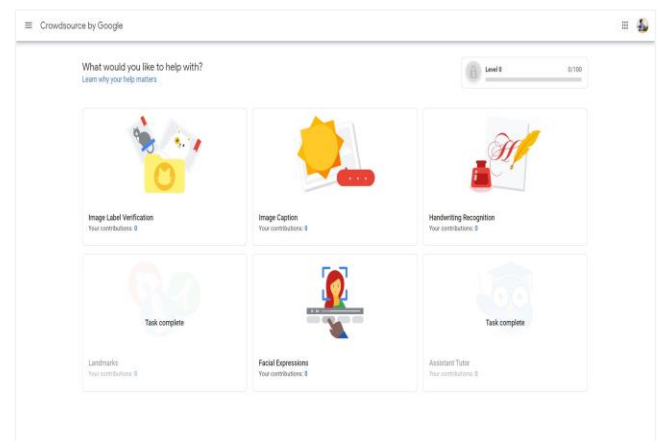 Crowdsource by Google
What would you like to help with?
Learn why your help matters
Level 0 0/100
Image Label Verification
Your contributions: 0
Image Caption
Your contributions: 0
Handwriting Recognition
Your contributions: 0
Task complete
Landmarks
Your contributions: 0
Facial Expressions
Your contributions: 0
Task complete
Assistant Tutor
Your contributions: 0